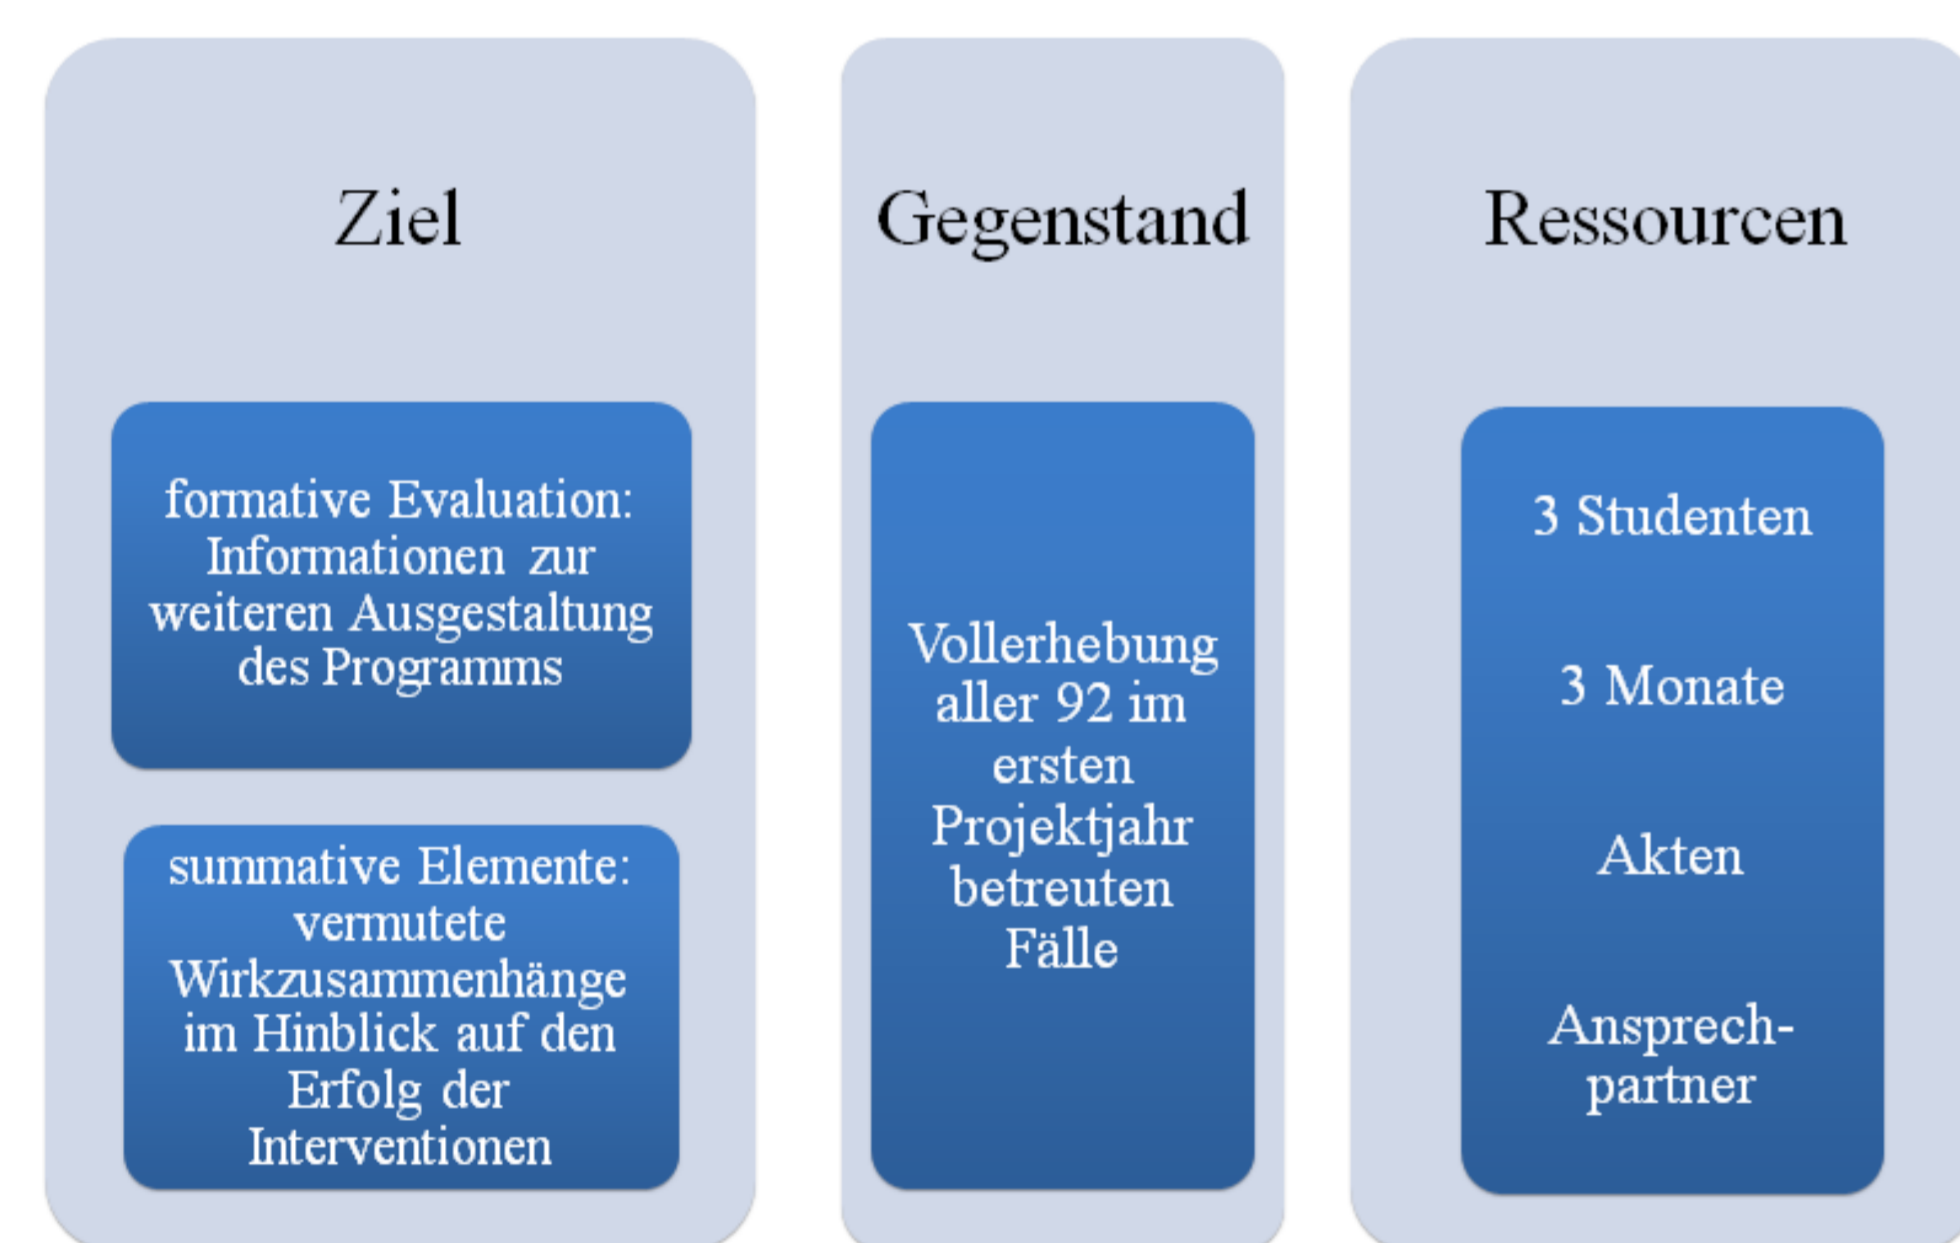 Ziel
formative Evaluation:
Informationen zur
weiteren Ausgestaltung
des Programms
summative Elemente:
vermutete
Wirkzusammenhänge
im Hinblick auf den
Erfolg der
Interventionen
Gegenstand
Vollerhebung
aller 92 im
ersten
Projektjahr
betreuten
Fälle
Ressourcen
3 Studenten
3 Monate
Akten
Ansprech-
partner